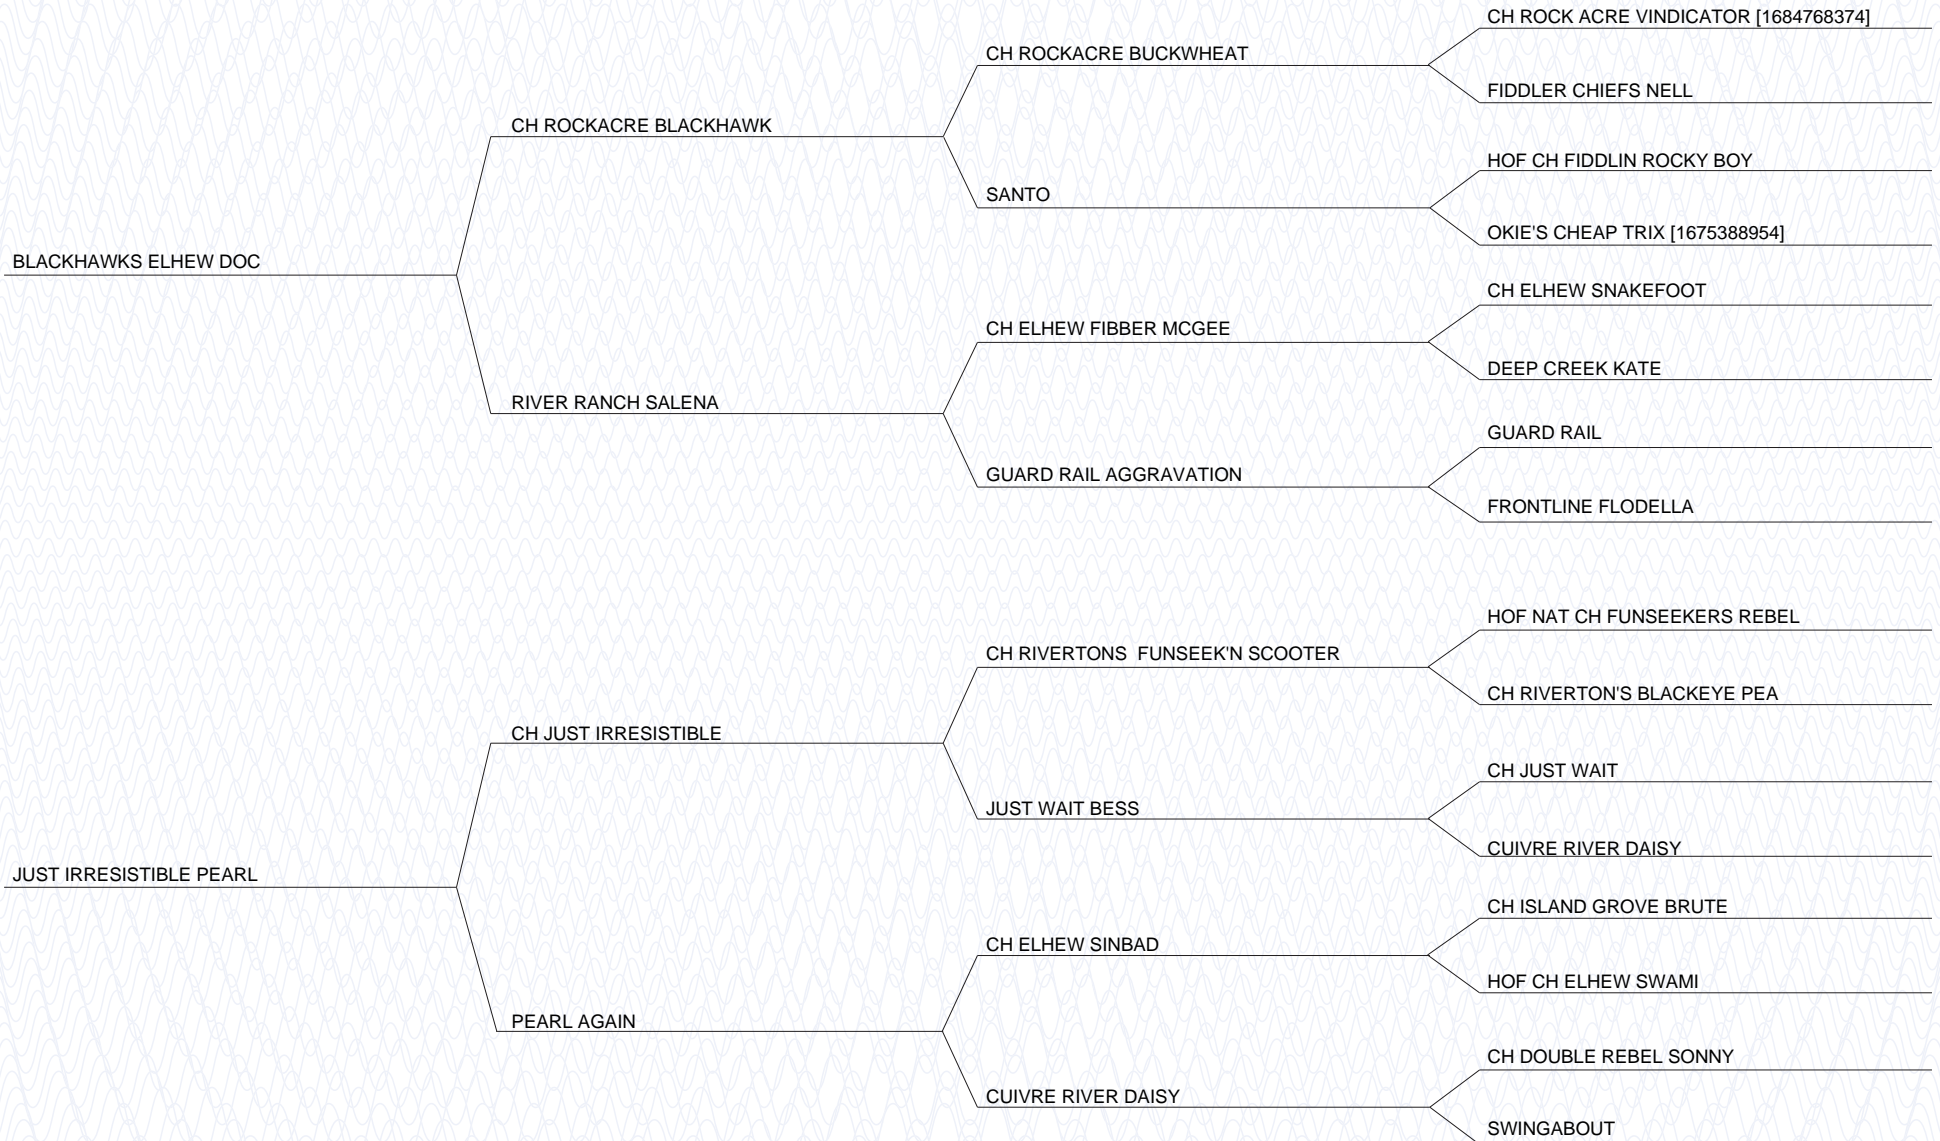 CH ROCK ACRE VINDICATOR [1684768374]
CH ROCKACRE BUCKWHEAT
FIDDLER CHIEFS NELL
CH ROCKACRE BLACKHAWK
HOF CH FIDDLIN ROCKY BOY
SANTO
OKIE'S CHEAP TRIX [1675388954]
BLACKHAWKS ELHEW DOC
CH ELHEW SNAKEFOOT
CH ELHEW FIBBER MCGEE
DEEP CREEK KATE
RIVER RANCH SALENA
GUARD RAIL
GUARD RAIL AGGRAVATION
FRONTLINE FLODELLA
HOF NAT CH FUNSEEKERS REBEL
CH RIVERTONS  FUNSEEK'N SCOOTER
CH RIVERTON'S BLACKEYE PEA
CH JUST IRRESISTIBLE
CH JUST WAIT
JUST WAIT BESS
CUIVRE RIVER DAISY
JUST IRRESISTIBLE PEARL
CH ISLAND GROVE BRUTE
CH ELHEW SINBAD
HOF CH ELHEW SWAMI
PEARL AGAIN
CH DOUBLE REBEL SONNY
CUIVRE RIVER DAISY
SWINGABOUT